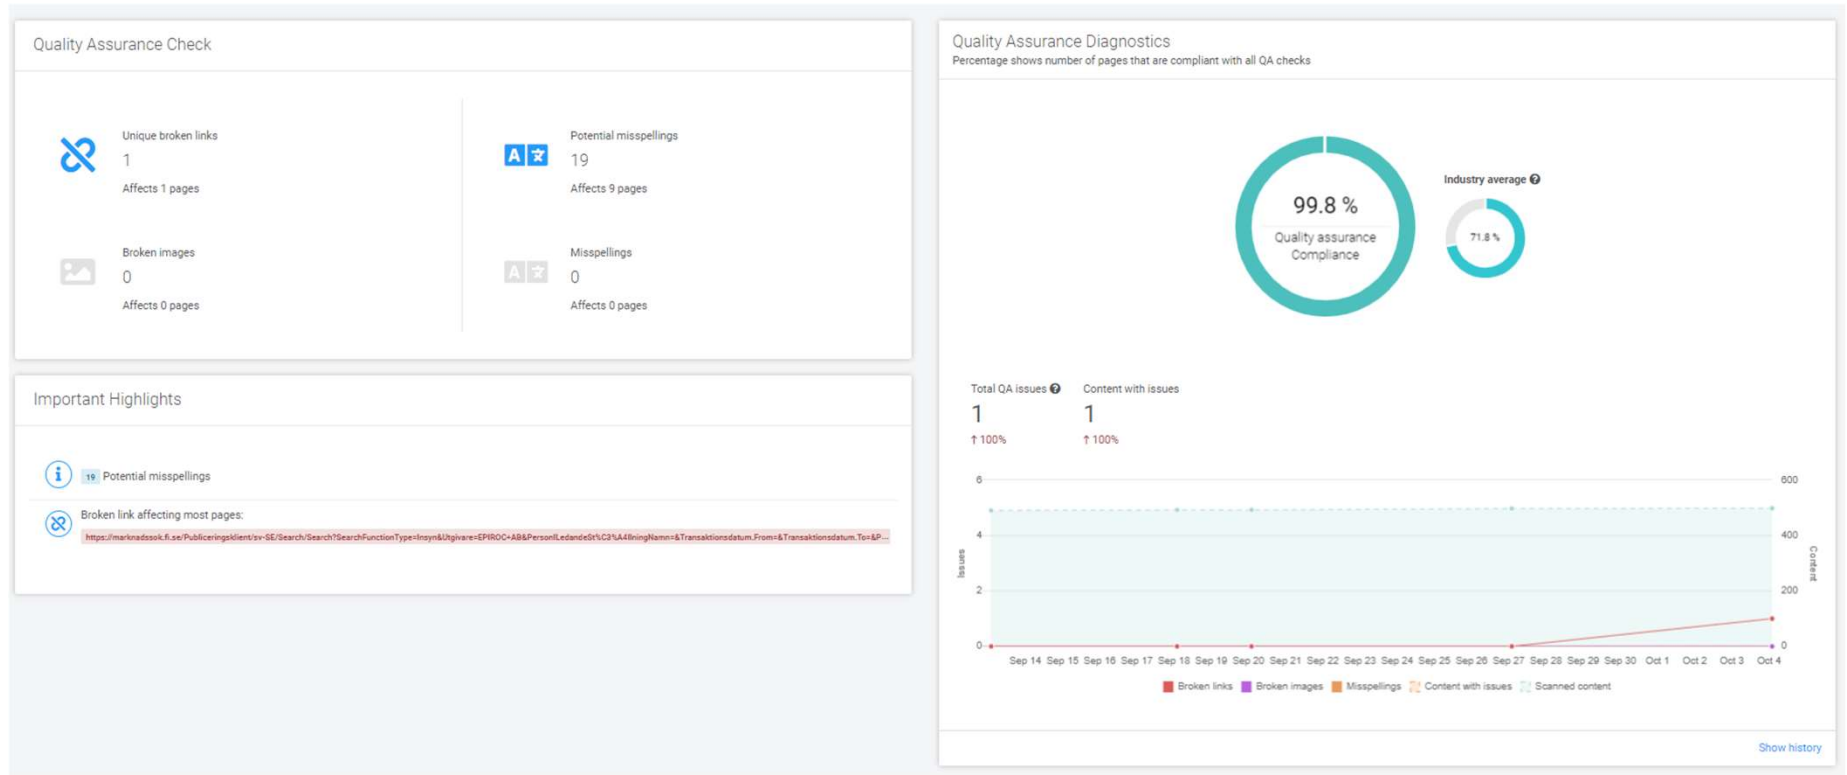 Quality Assurance Check
Unique broken links
1
Affects 1 pages
Potential misspellings
19
Affects 9 pages
Broken images
0
Affects 0 pages
Misspellings
0
Affects 0 pages
Important Highlights
19 Potential misspellings
Broken link affecting most pages:
https://marknadssok.fi.se/Publiceringsklient/sv-SE/Search/Search?SearchFunctionType=Insyn&Utgivare=EPIROC+AB&PersonILedandeSt%C3%A4llningNamn=&Transaktionsdatum.From=&Transaktionsdatum.To=&P...
Quality Assurance Diagnostics
Percentage shows number of pages that are compliant with all QA checks
99.8 %
Quality assurance
Compliance
Industry average
71.8 %
Total QA issues
1
↑ 100%
Content with issues
1
↑ 100%
6
4
2
0
Issues
600
400
200
0
Content
Sep 14 Sep 15 Sep 16 Sep 17 Sep 18 Sep 19 Sep 20 Sep 21 Sep 22 Sep 23 Sep 24 Sep 25 Sep 26 Sep 27 Sep 28 Sep 29 Sep 30 Oct 1 Oct 2 Oct 3 Oct 4
Broken links Broken images Misspellings Content with issues Scanned content
Show history